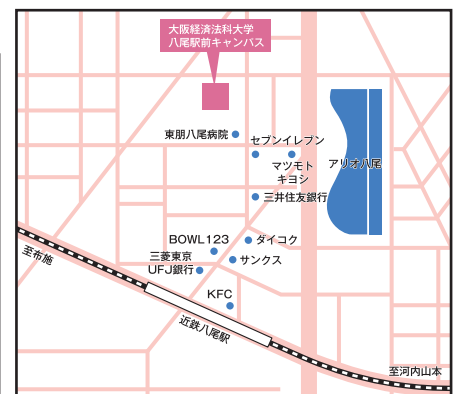 大阪経済法科大学
八尾駅前キャンパス
東朋八尾病院
セブンイレブン
マツモト
キヨシ
アリオ八尾
三井住友銀行
BOWL123
ダイコク
三菱東京
UFJ銀行
サンクス
至布施
KFC
近鉄八尾駅
至河内山本